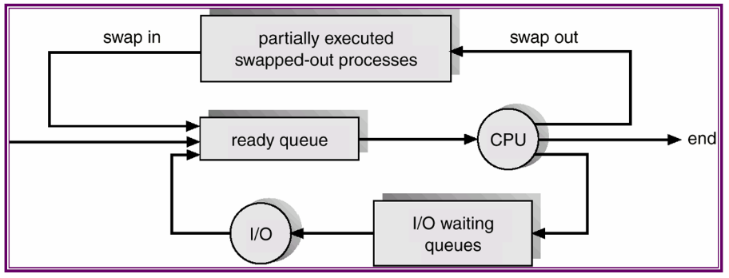 swap in
partially executed
swapped-out processes
swap out
ready queue
CPU
end
I/O
I/O waiting
queues